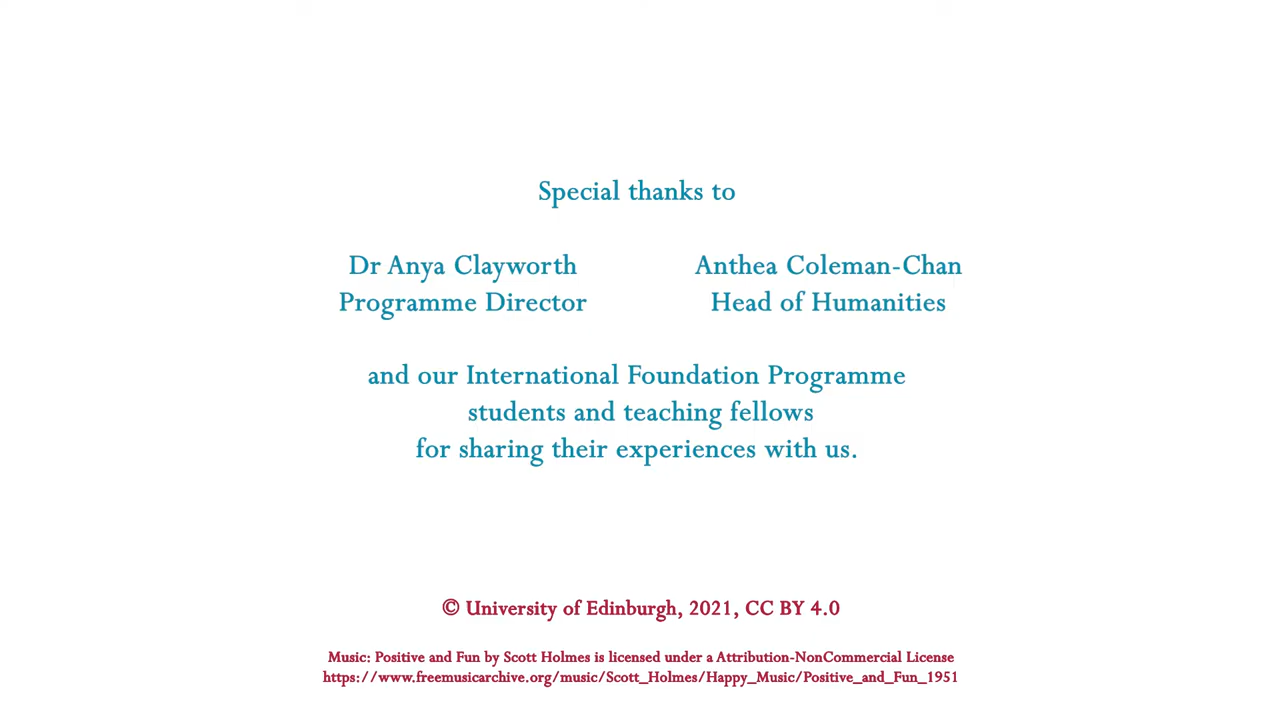 Special thanks to
Dr Anya Clayworth
Programme Director
Anthea Coleman-Chan
Head of Humanities
and our International Foundation Programme
students and teaching fellows
for sharing their experiences with us.
© University of Edinburgh, 2021, CC BY 4.0
Music: Positive and Fun by Scott Holmes is licensed under a Attribution-NonCommercial License
https://www.freemusicarchive.org/music/Scott_Holmes/Happy_Music/Positive_and_Fun_1951